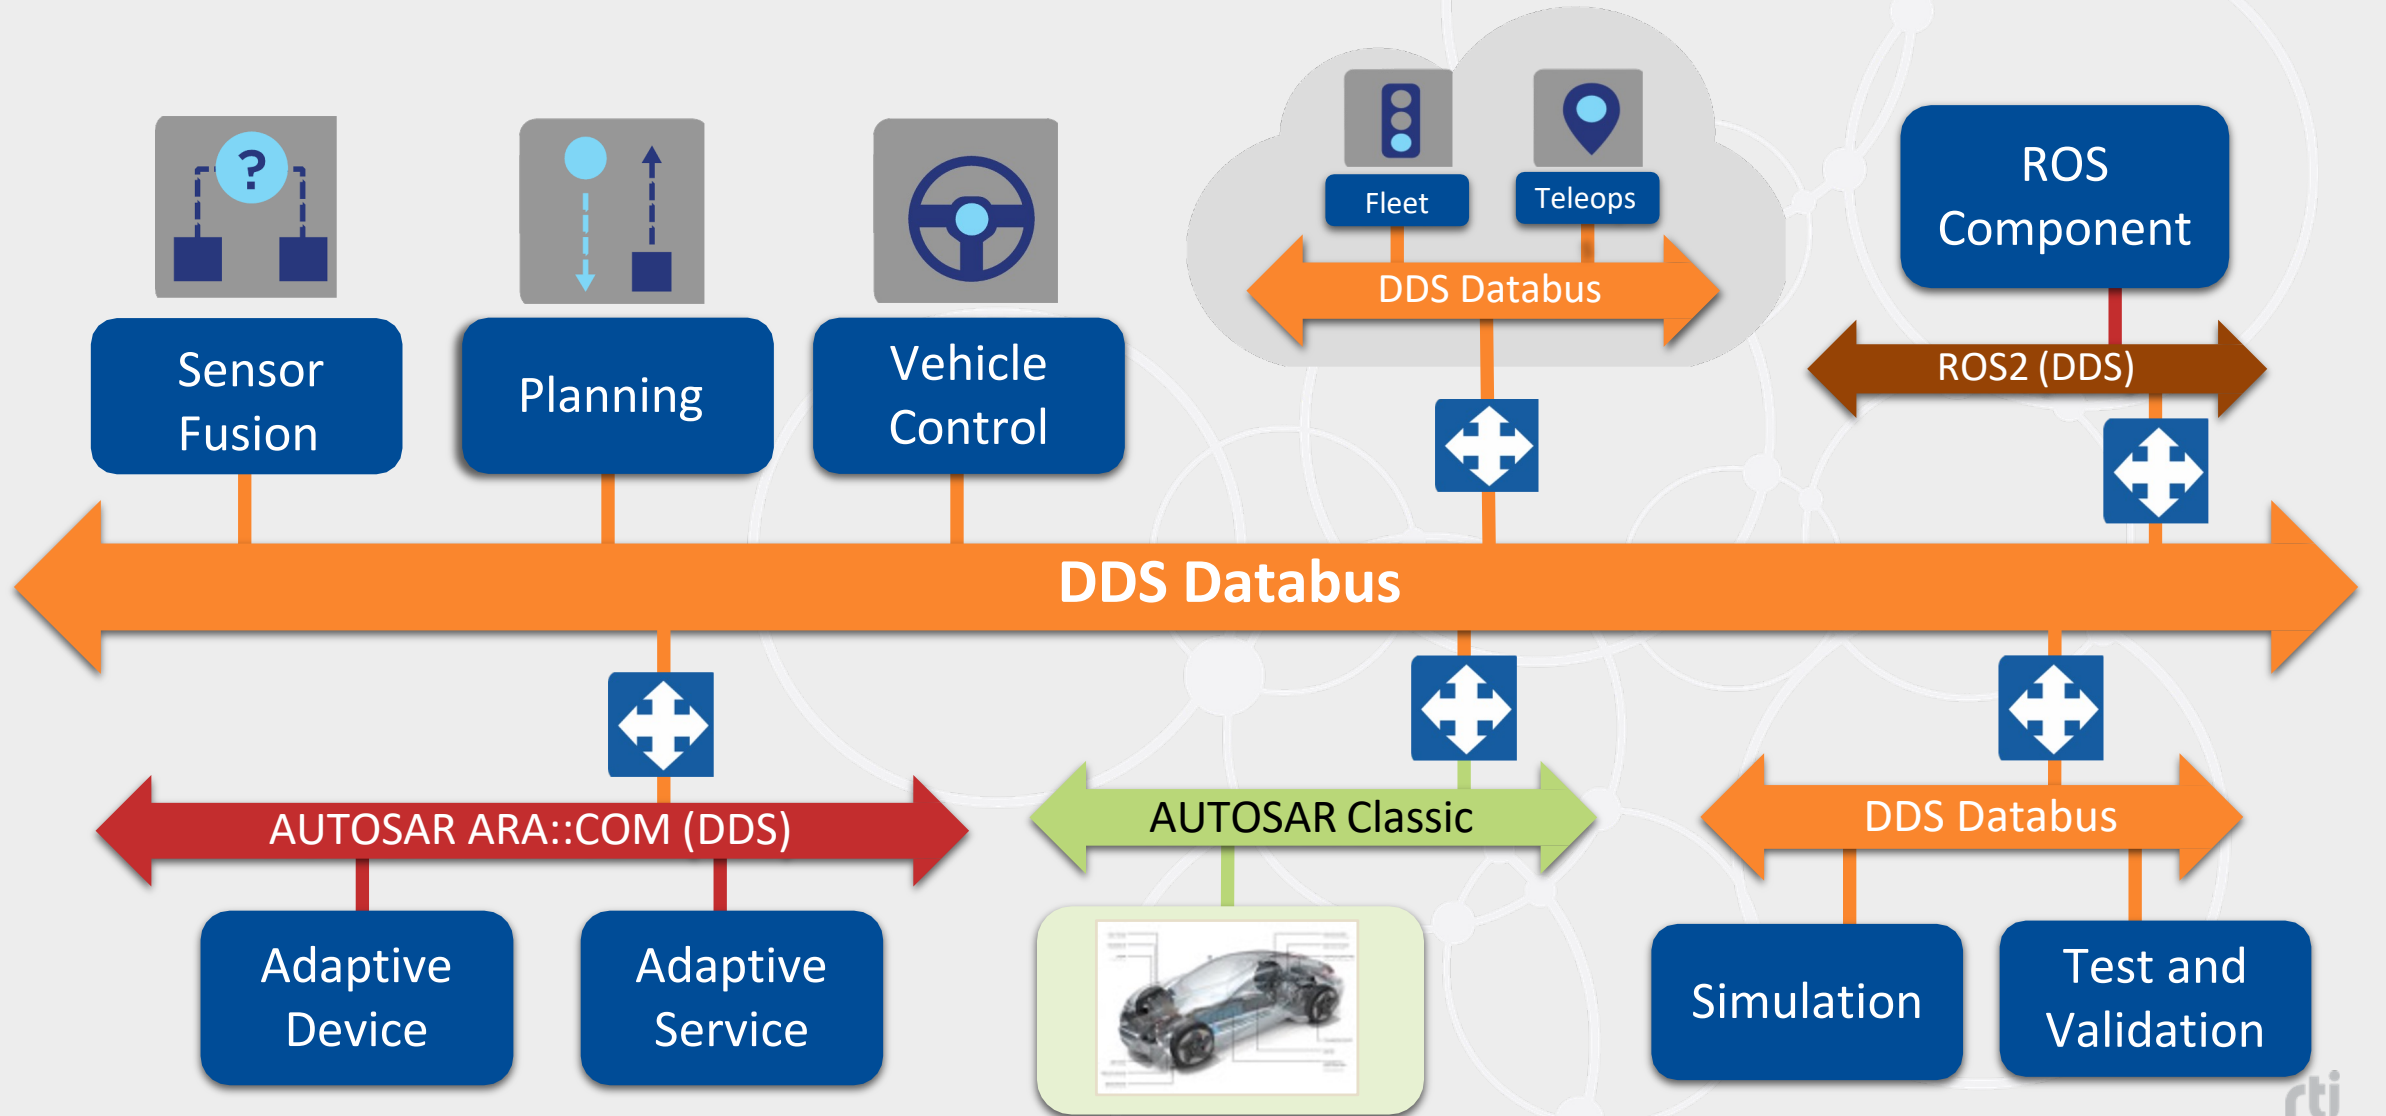 ?
Fleet
Teleops
DDS Databus
ROS
Component
ROS2 (DDS)
Sensor
Fusion
Planning
Vehicle
Control
DDS Databus
AUTOSAR ARA::COM (DDS)
AUTOSAR Classic
DDS Databus
Adaptive
Device
Adaptive
Service
Simulation
Test and
Validation
rti